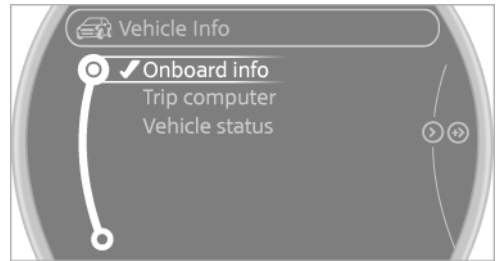 Vehicle Info
Onboard info
Trip computer
Vehicle status